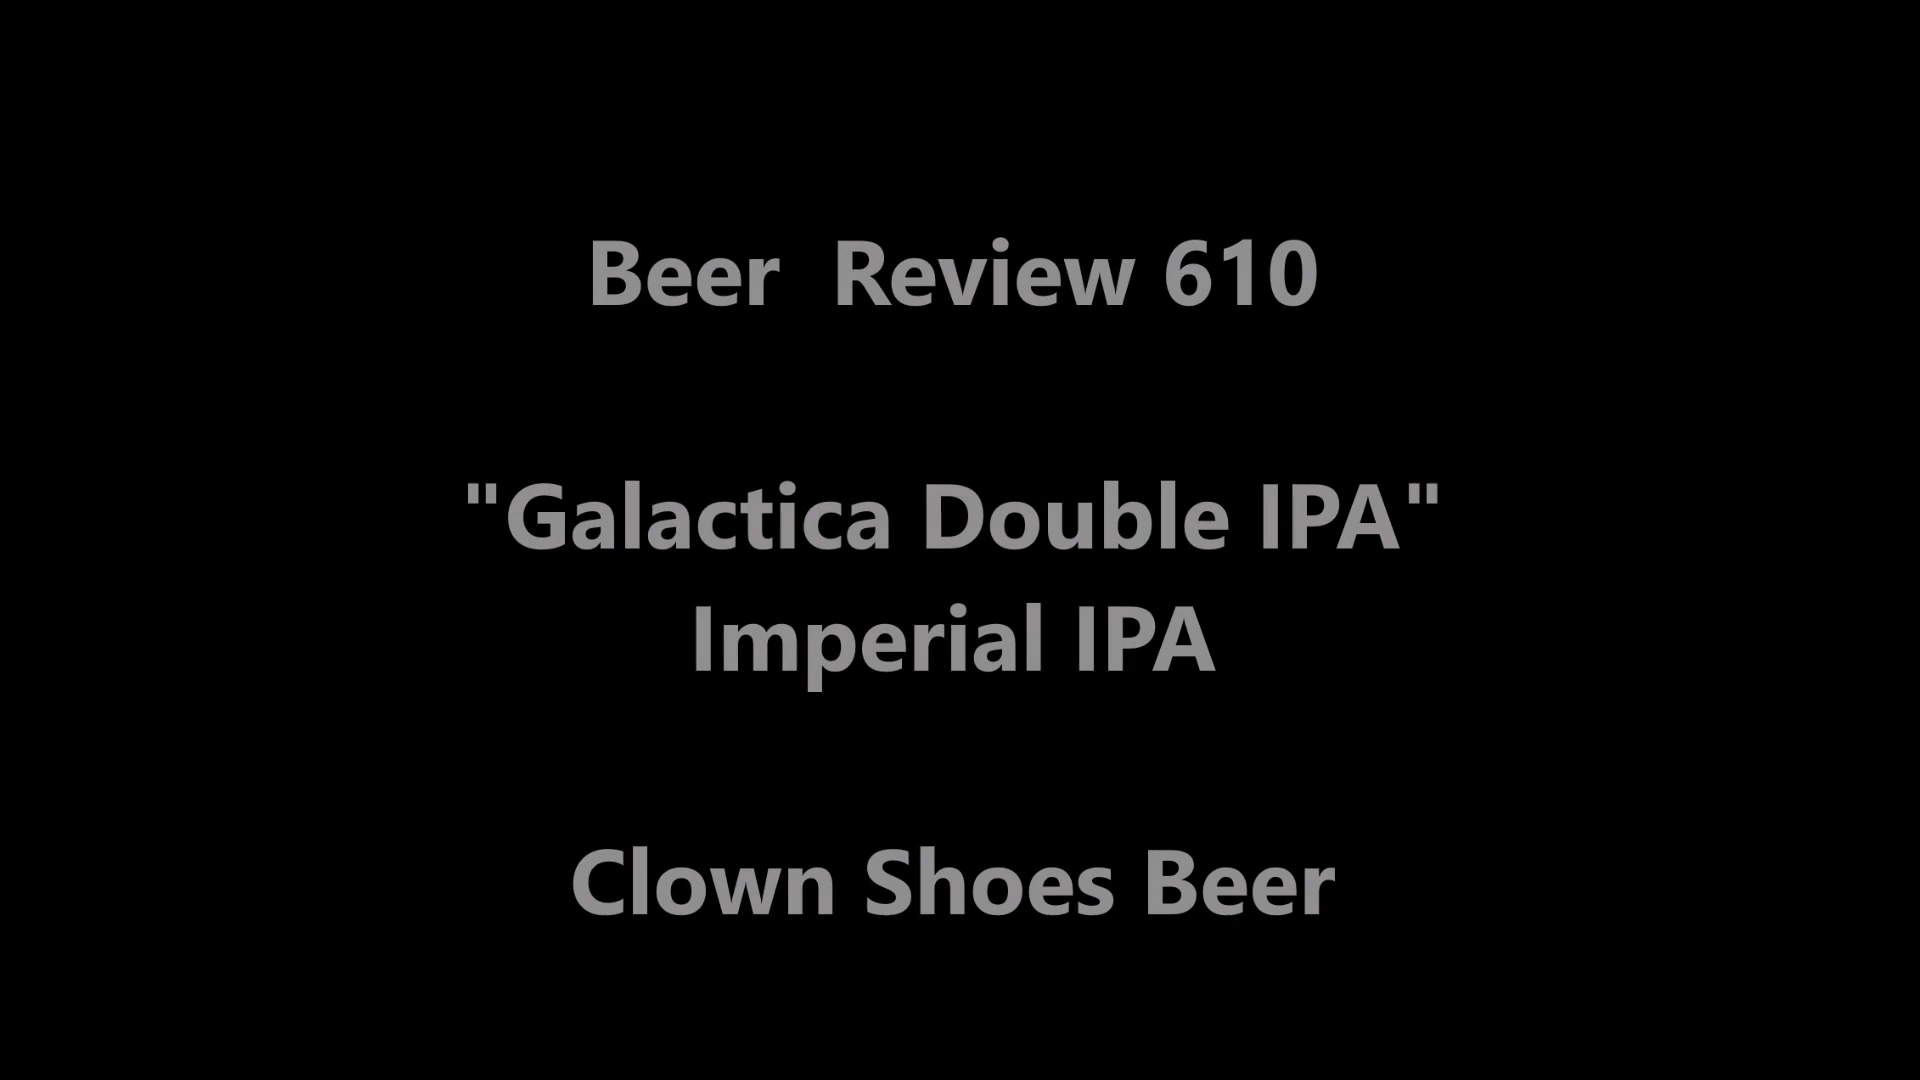 Beer  Review 610
"Galactica Double IPA"
Imperial IPA
Clown Shoes Beer